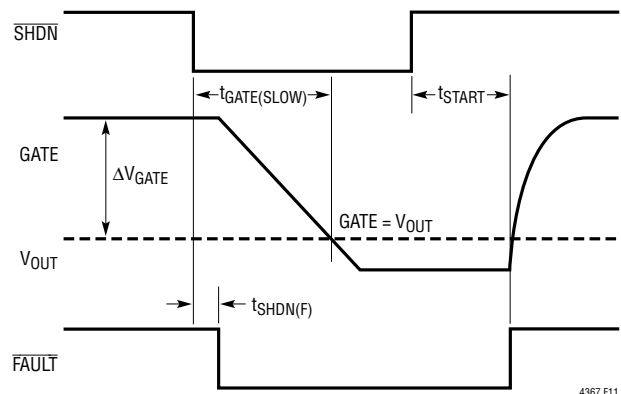 SHDN
tGATE(SLOW)
tSTART
GATE
ΔVGATE
GATE = VOUT
VOUT
tSHDN(F)
FAULT
4367 F11